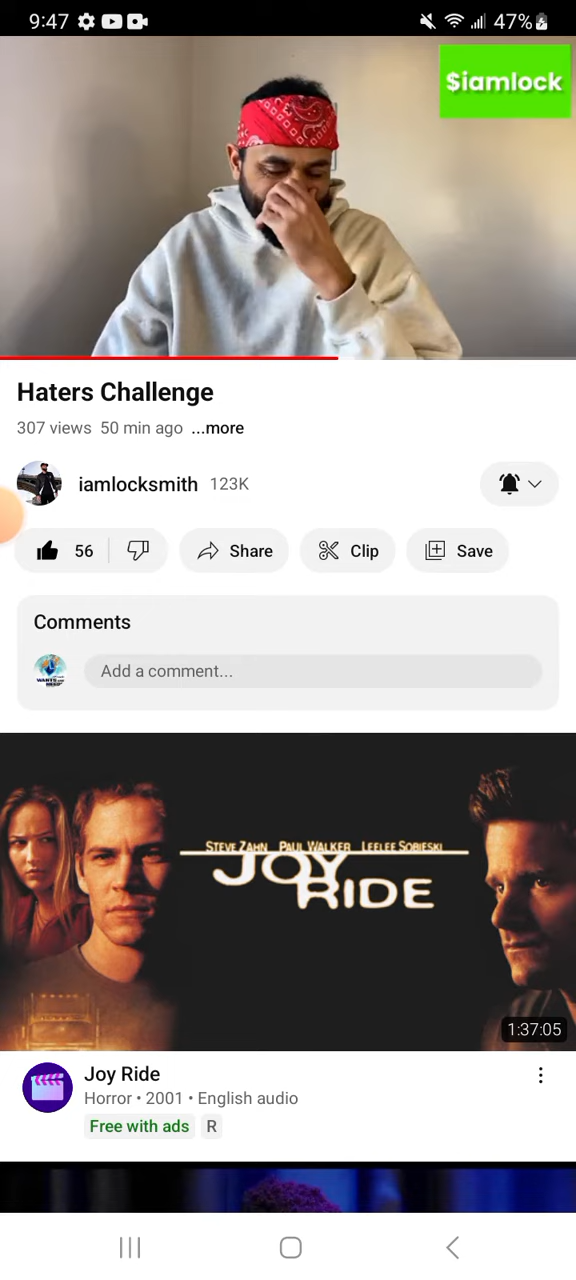 9:47
47%
$iamlock
Haters Challenge
307 views 50 min ago ...more
iamlocksmith 123K
56
Share
Clip
Save
Comments
Add a comment...
STEVE ZAHN PAUL WALKER LEELEE SOBIESKI
JOY
RIDE
1:37:05
Joy Ride
Horror • 2001 • English audio
Free with ads R